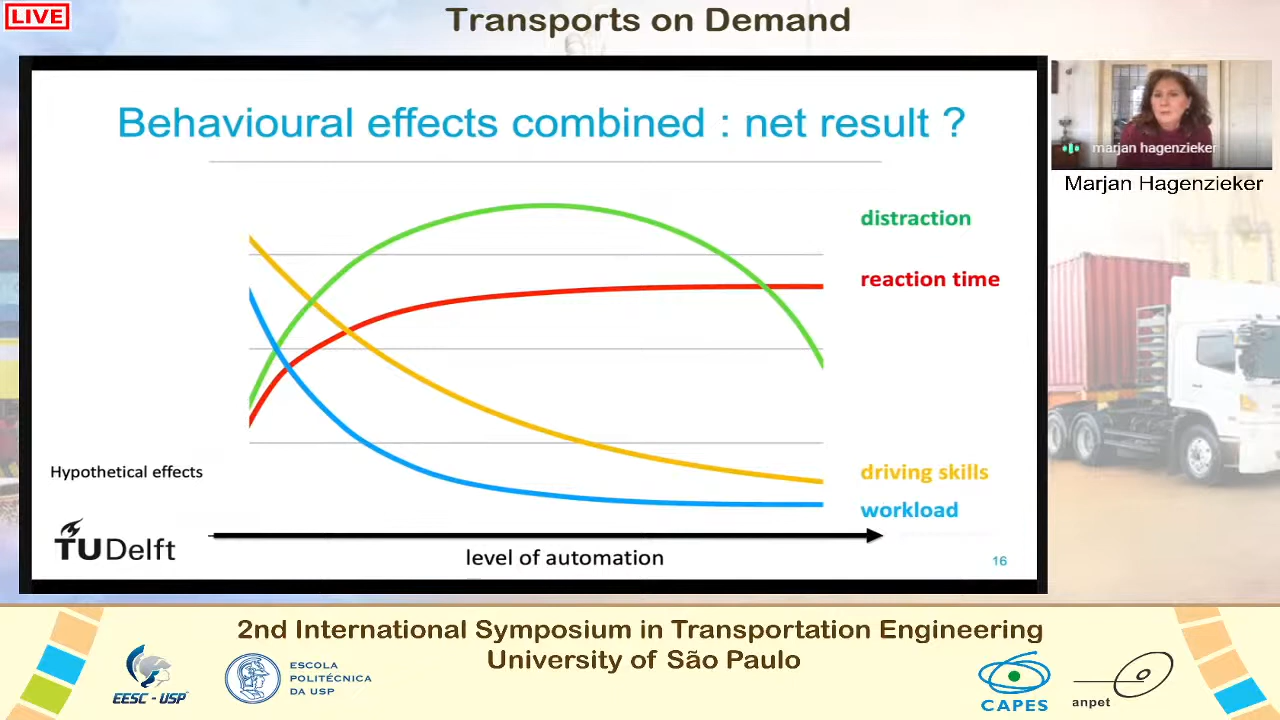 LIVE
Transports on Demand
Behavioural effects combined : net result ?
marjan hagenzieker
Marjan Hagenzieker
distraction
reaction time
driving skills
workload
Hypothetical effects
TUDelft
level of automation
16
2nd International Symposium in Transportation Engineering
University of São Paulo
EESC - USP
ESCOLA
POLITÉCNICA
DA USP
CAPES
anpet